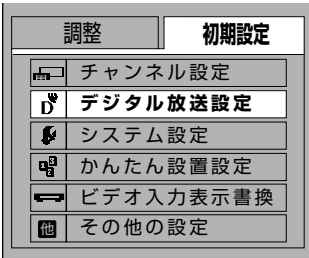 調整 初期設定
チャンネル設定
デジタル放送設定
システム設定
かんたん設置設定
ビデオ入力表示書換
他 その他の設定